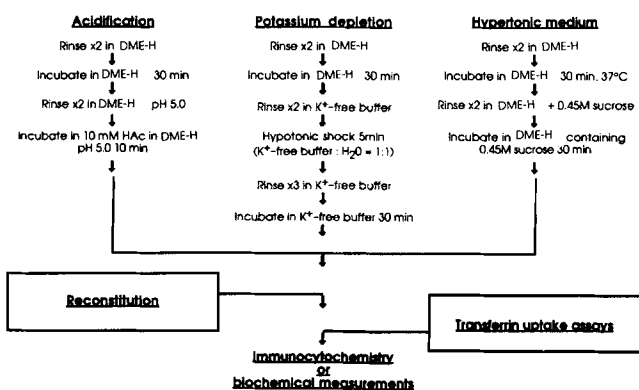 Acidification
Rinse x2 in DME-H
Incubate in DME-H 30 min
Rinse x2 in DME-H pH 5.0
Incubate in 10 mM HAc in DME-H
pH 5.0 10 min
Potassium depletion
Rinse x2 in DME-H
Incubate in DME-H 30 min
Rinse x2 in K⁺-free buffer
Hypotonic shock 5min
(K⁺-free buffer : H₂0 = 1:1)
Rinse x3 in K⁺-free buffer
Incubate in K⁺-free buffer 30 min
Hypertonic medium
Rinse x2 in DME-H
Incubate in DME-H 30 min, 37°C
Rinse x2 in DME-H + 0.45M sucrose
Incubate in DME-H containing
0.45M sucrose 30 min
Reconstitution
Transferrin uptake assays
Immunocytochemistry
or
biochemical measurements